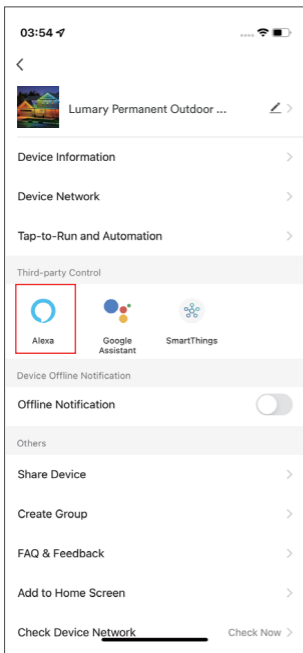 03:54
Lumary Permanent Outdoor ...
Device Information
Device Network
Tap-to-Run and Automation
Third-party Control
Alexa
Google
Assistant
SmartThings
Device Offline Notification
Offline Notification
Others
Share Device
Create Group
FAQ & Feedback
Add to Home Screen
Check Device Network Check Now